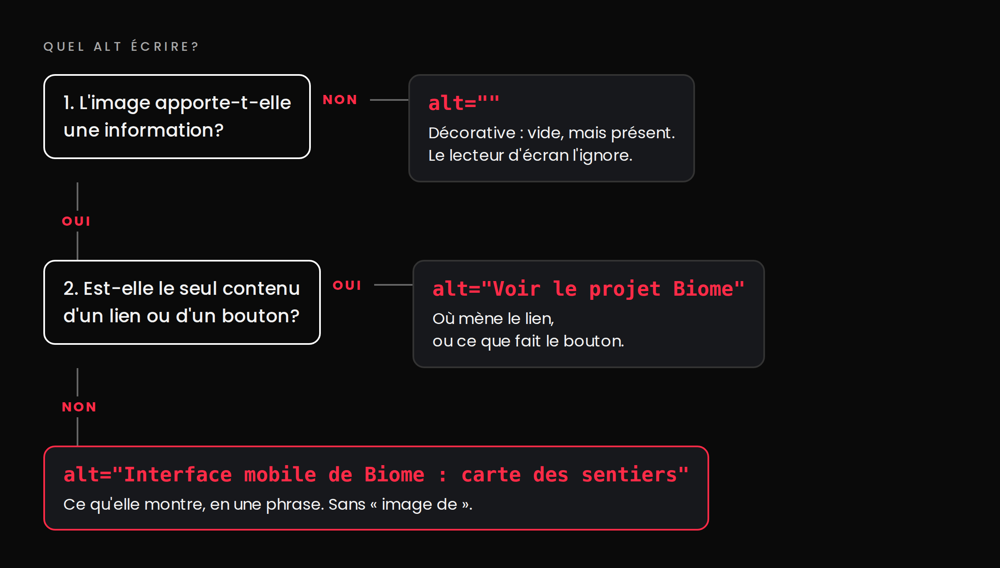 QUEL ALT ÉCRIRE?
1. L'image apporte-t-elle
une information?
NON
alt=""
Décorative : vide, mais présent.
Le lecteur d'écran l'ignore.
OUI
2. Est-elle le seul contenu
d'un lien ou d'un bouton?
OUI
alt="Voir le projet Biome"
Où mène le lien,
ou ce que fait le bouton.
NON
alt="Interface mobile de Biome : carte des sentiers"
Ce qu'elle montre, en une phrase. Sans « image de ».